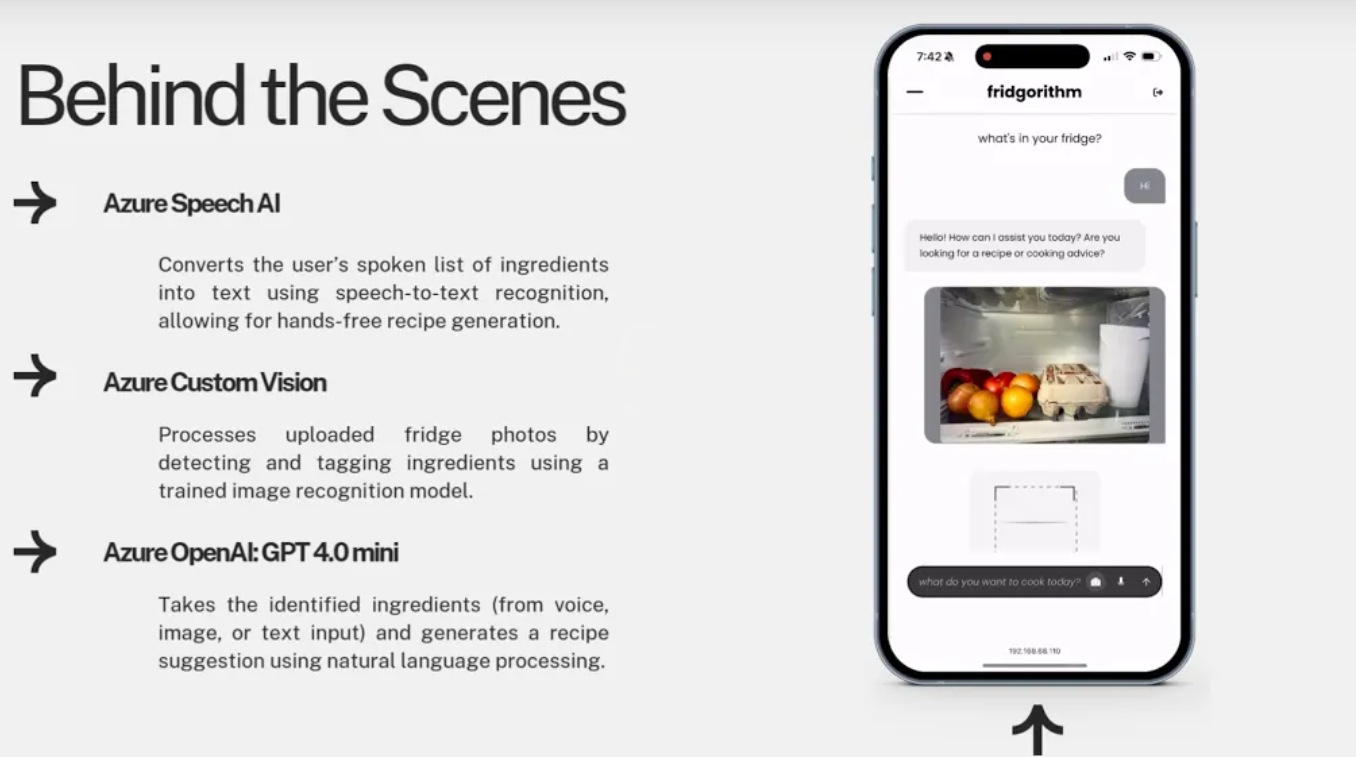 Behind the Scenes
Azure Speech AI
Converts the user's spoken list of ingredients
into text using speech-to-text recognition,
allowing for hands-free recipe generation.
Azure Custom Vision
Processes uploaded fridge photos by
detecting and tagging ingredients using a
trained image recognition model.
Azure OpenAI: GPT 4.0 mini
Takes the identified ingredients (from voice,
image, or text input) and generates a recipe
suggestion using natural language processing.
7:42
fridgorithm
what's in your fridge?
Hi
Hello! How can I assist you today? Are you
looking for a recipe or cooking advice?
what do you want to cook today?
192.168.68.110